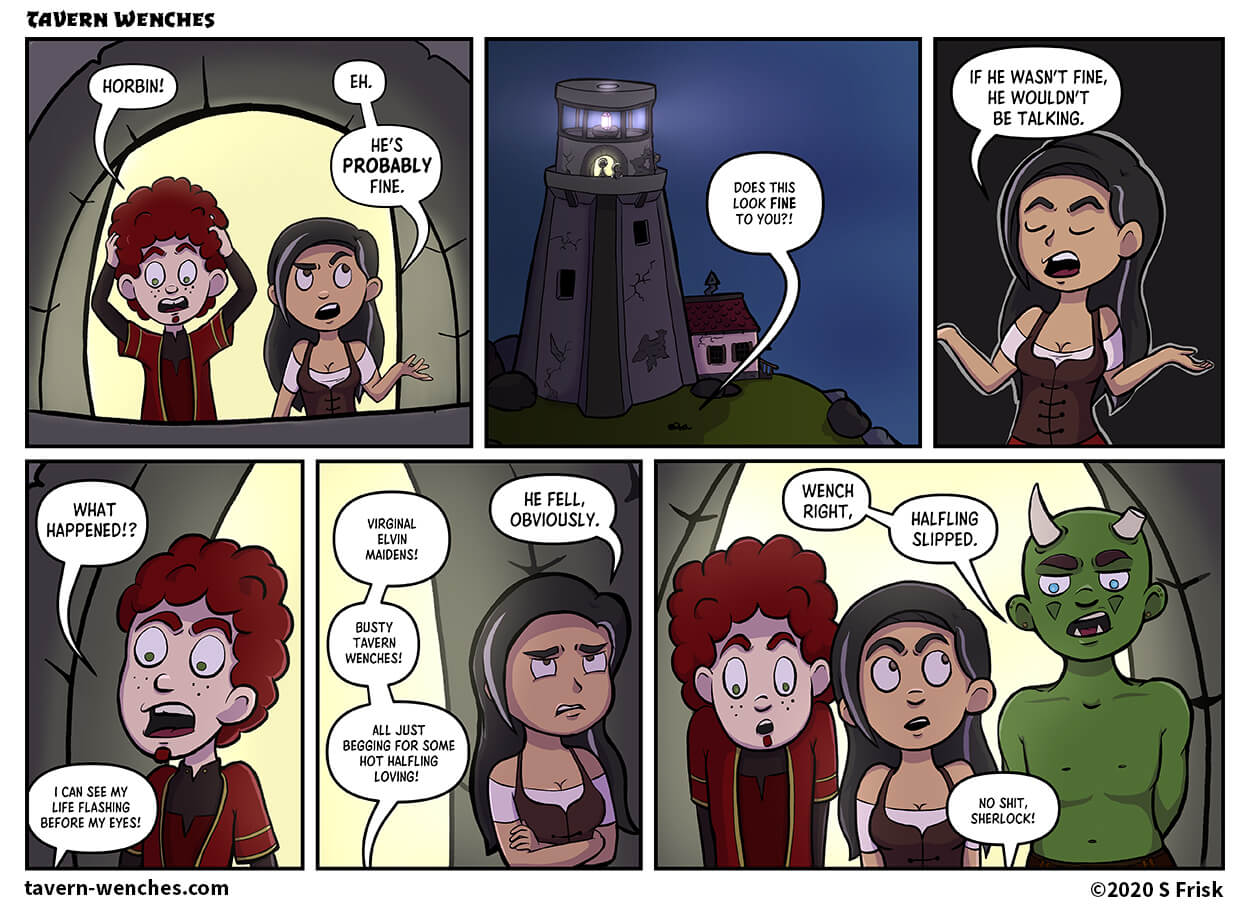 TAVERN WENCHES
HORBIN!
EH.
HE'S
PROBABLY
FINE.
DOES THIS
LOOK FINE
TO YOU?!
IF HE WASN'T FINE,
HE WOULDN'T
BE TALKING.
WHAT
HAPPENED!?
I CAN SEE MY
LIFE FLASHING
BEFORE MY EYES!
HE FELL,
OBVIOUSLY.
VIRGINAL
ELVIN
MAIDENS!
BUSTY
TAVERN
WENCHES!
ALL JUST
BEGGING FOR SOME
HOT HALFLING
LOVING!
WENCH
RIGHT,
HALFLING
SLIPPED.
NO SHIT,
SHERLOCK!
tavern-wenches.com
©2020 S Frisk